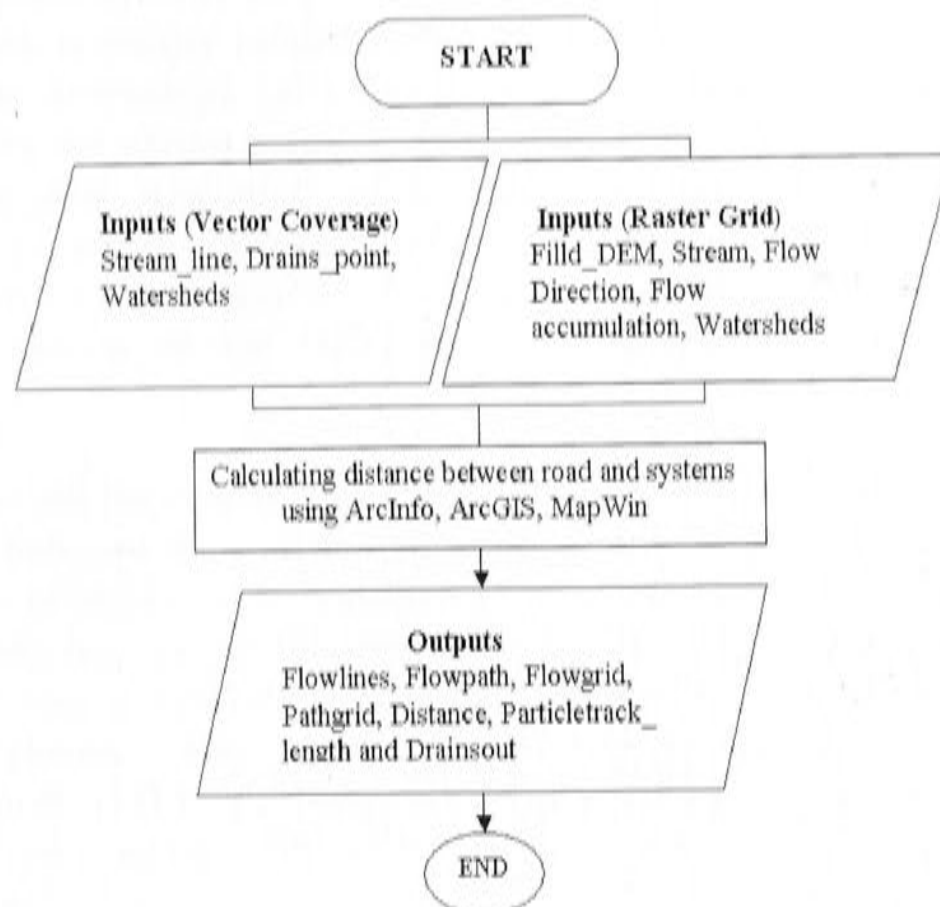 START
Inputs (Vector Coverage)
Stream_line, Drains_point,
Watersheds
Inputs (Raster Grid)
Filld_DEM, Stream, Flow
Direction, Flow
accumulation, Watersheds
Calculating distance between road and systems
using ArcInfo, ArcGIS, MapWin
Outputs
Flowlines, Flowpath, Flowgrid,
Pathgrid, Distance, Particletrack_
length and Drainsout
END